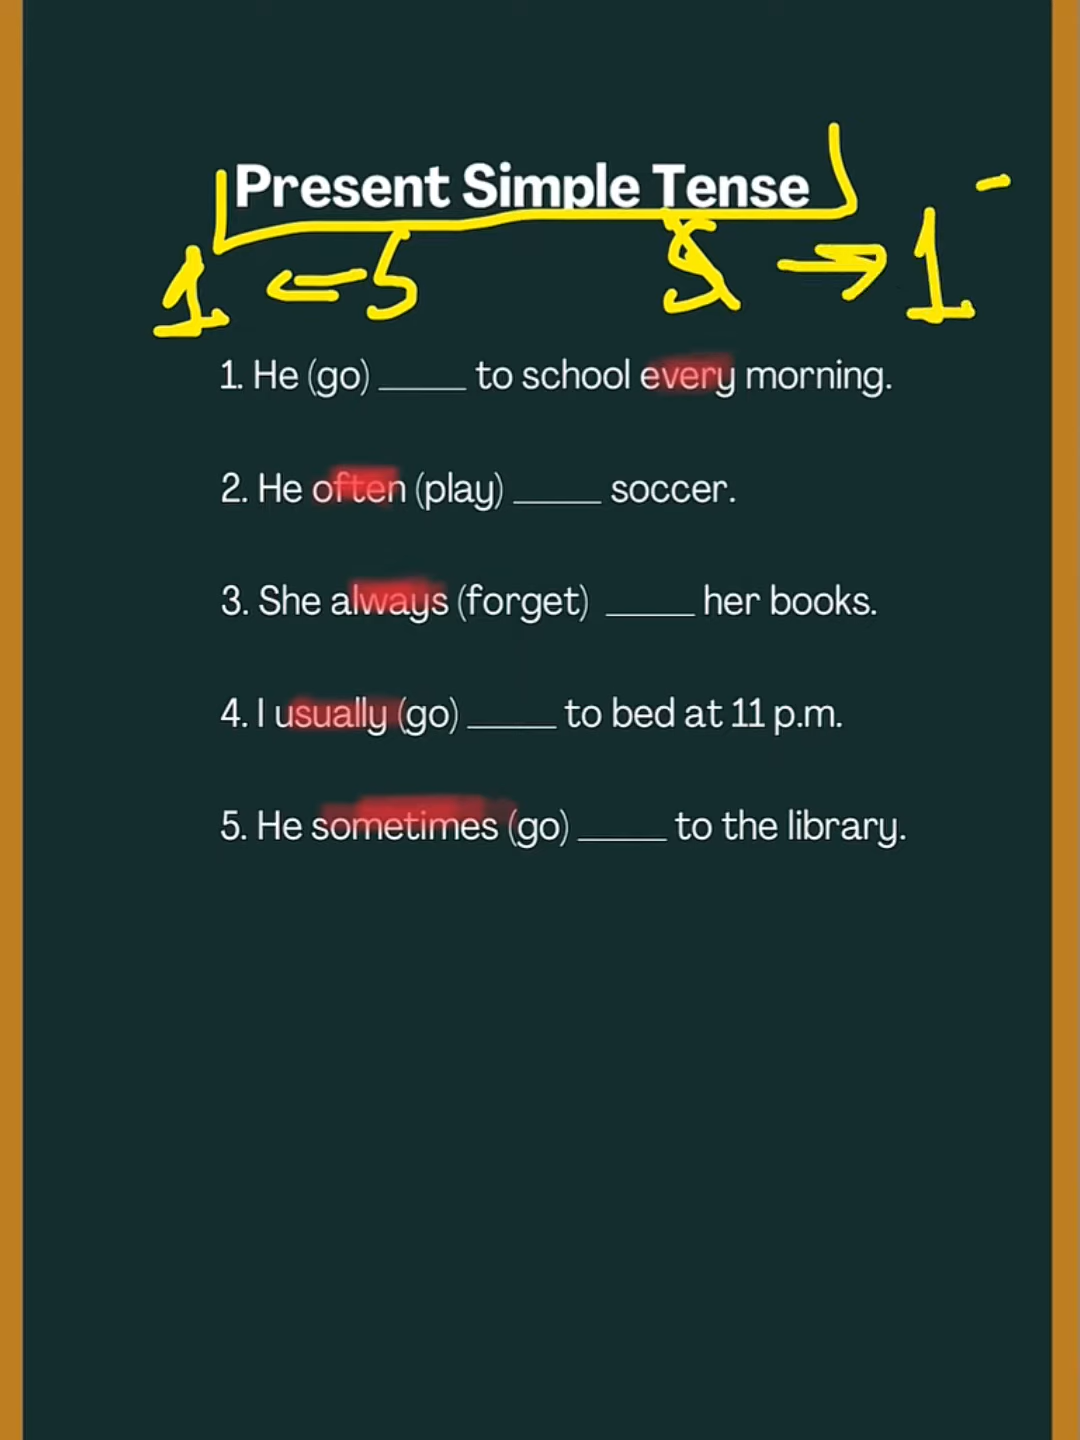 Present Simple Tense
1 ← 5 → 1
1. He (go) _____ to school every morning.
2. He often (play) _____ soccer.
3. She always (forget) _____ her books.
4. I usually (go) _____ to bed at 11 p.m.
5. He sometimes (go) _____ to the library.